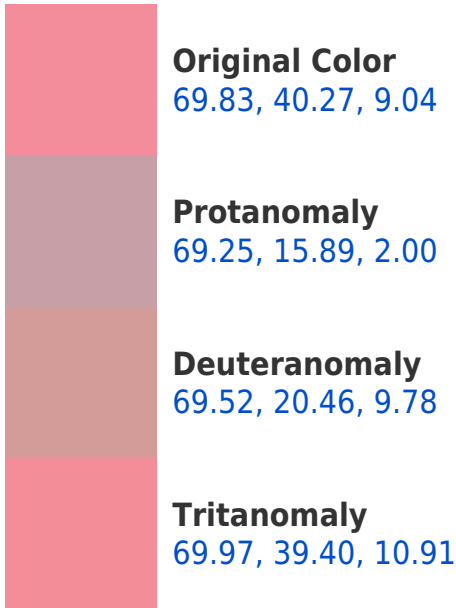 Original Color
69.83, 40.27, 9.04
Protanomaly
69.25, 15.89, 2.00
Deuteranomaly
69.52, 20.46, 9.78
Tritanomaly
69.97, 39.40, 10.91